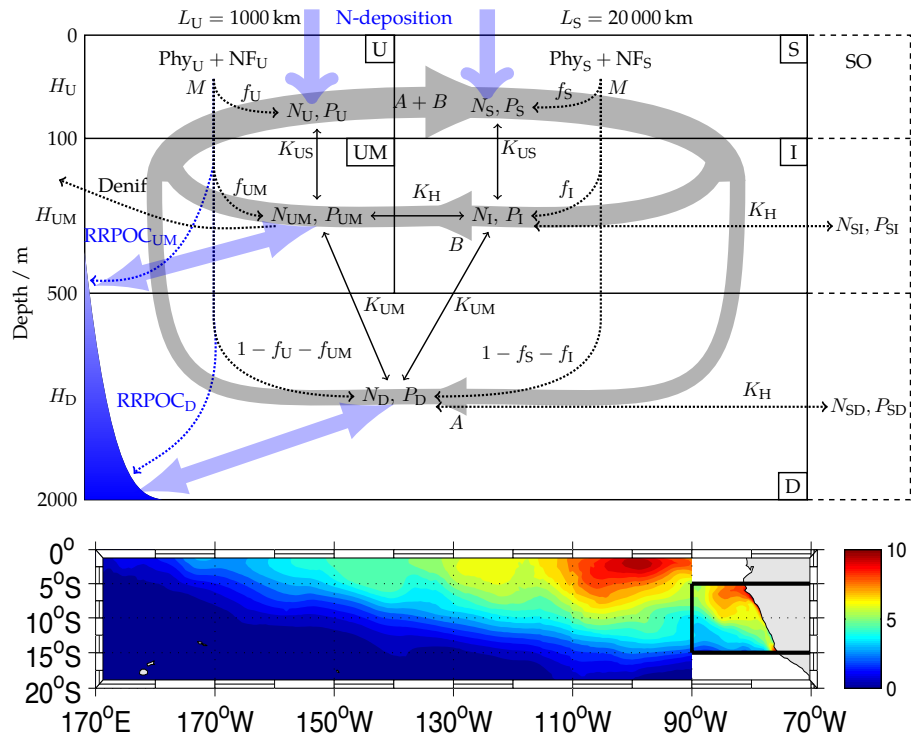 L_U = 1000 km N-deposition L_S = 20 000 km
0
Phy_U + NF_U U Phy_S + NF_S S SO
H_U M f_U N_U, P_U A + B N_S, P_S f_S M
100
K_US UM K_US I
Denif f_UM K_H f_I
H_UM N_UM, P_UM N_I, P_I K_H N_SI, P_SI
RRPOC_UM B
Depth / m
500
K_UM K_UM
1 − f_U − f_UM 1 − f_S − f_I
H_D RRPOC_D N_D, P_D K_H N_SD, P_SD
A
2000 D
0°S 10
5°S
10°S 5
15°S
20°S 0
170°E 170°W 150°W 130°W 110°W 90°W 70°W